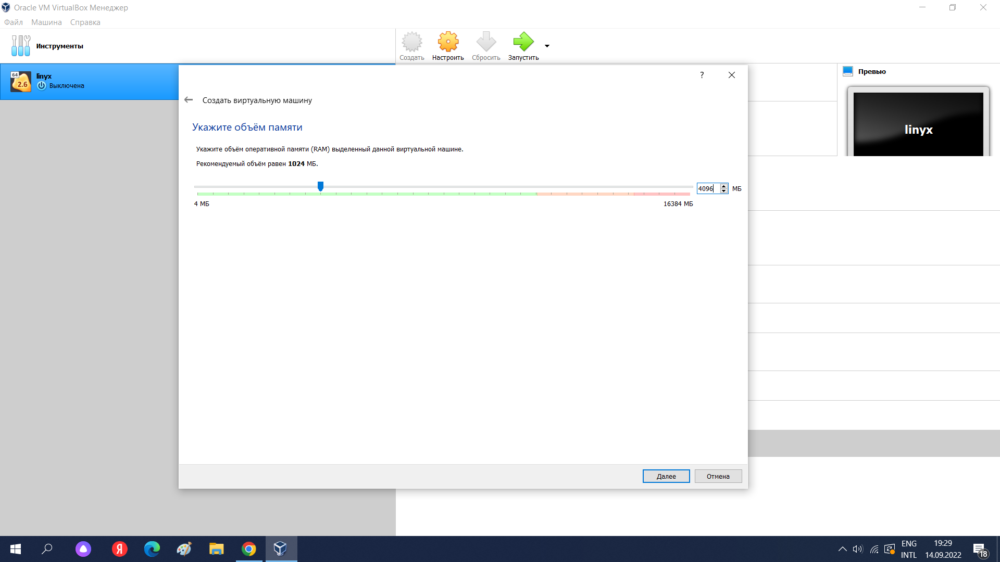 Oracle VM VirtualBox Менеджер
Файл Машина Справка
Инструменты
Создать Настроить Сбросить Запустить
64
2.6
linyx
Выключена
?
Превью
linyx
Создать виртуальную машину
Укажите объём памяти
Укажите объём оперативной памяти (RAM) выделенный данной виртуальной машине.
Рекомендуемый объём равен 1024 МБ.
4096 МБ
4 МБ 16384 МБ
Далее Отмена
Я
ENG
INTL
19:29
14.09.2022
18